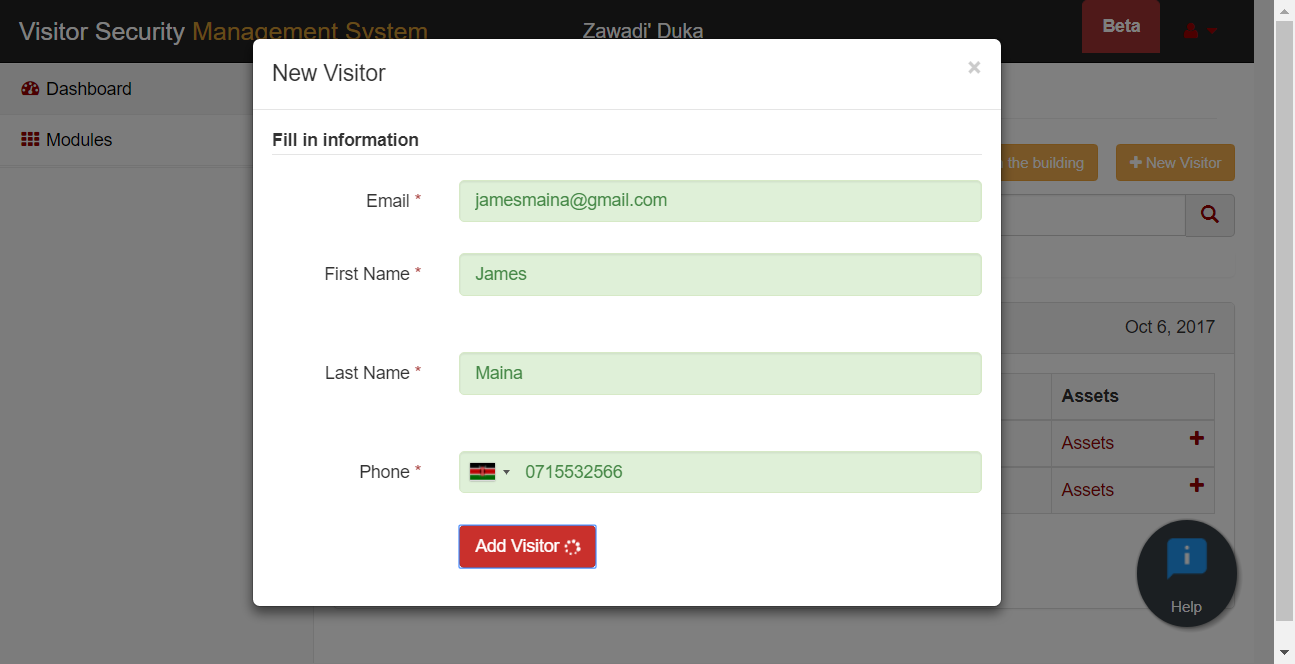 Visitor Security Management System
Zawadi' Duka
Beta
Dashboard
Modules
New Visitor
×
Fill in information
Email *
jamesmaina@gmail.com
First Name *
James
Last Name *
Maina
Phone *
0715532566
Add Visitor
the building
New Visitor
Oct 6, 2017
Assets
Assets
Assets
Help